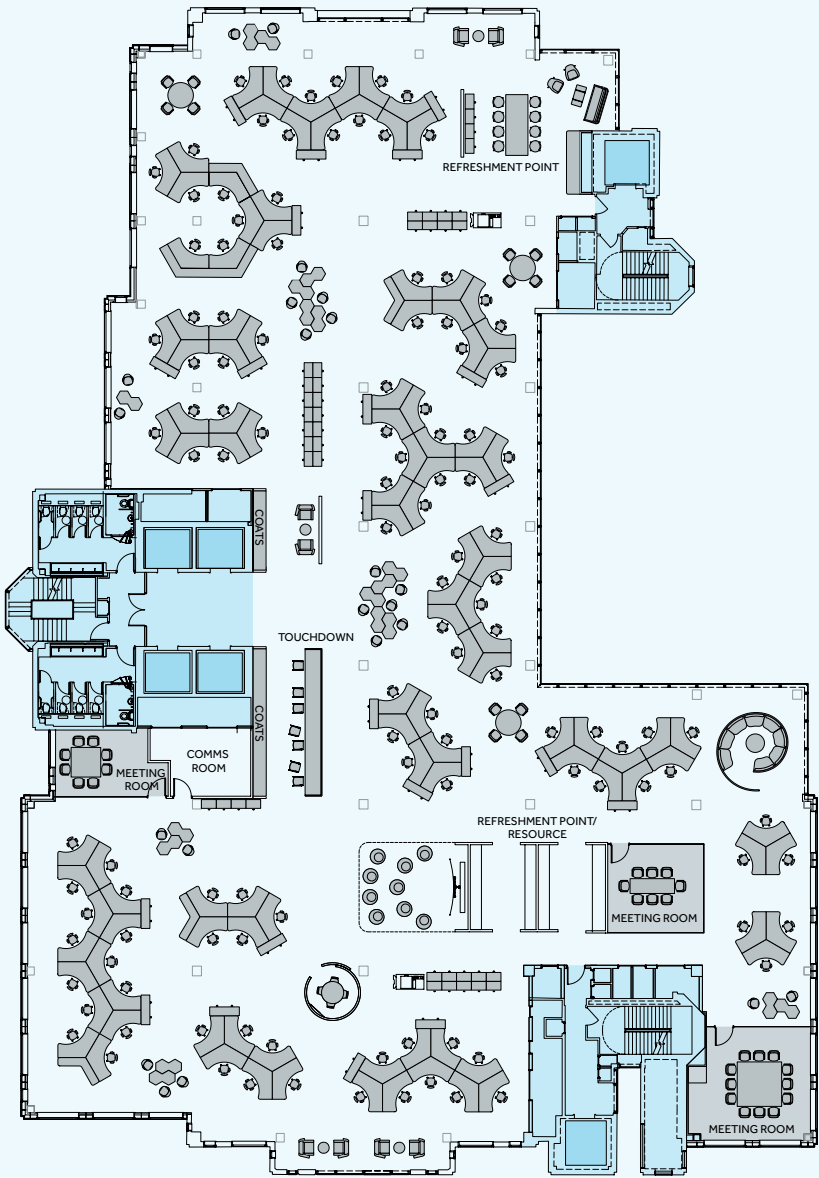 REFRESHMENT POINT
COATS
TOUCHDOWN
COATS
COMMS
ROOM
MEETING
ROOM
REFRESHMENT POINT/
RESOURCE
MEETING ROOM
MEETING ROOM